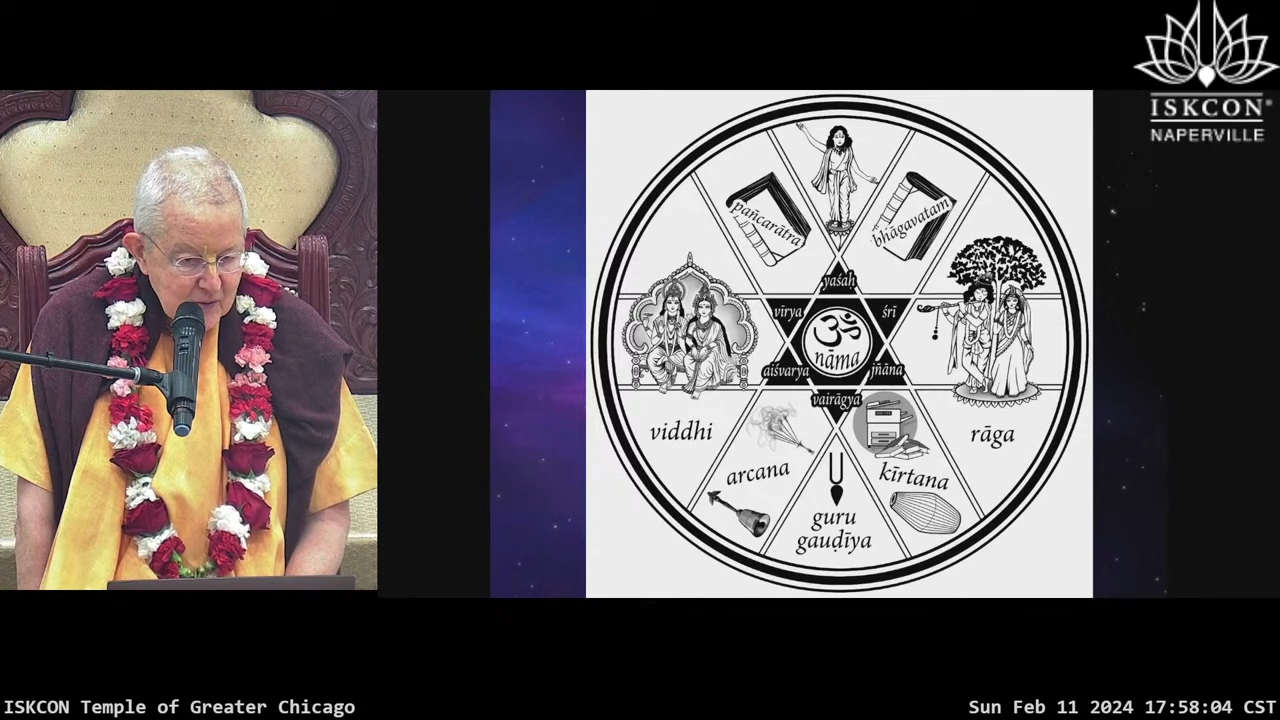 ISKCON®
NAPERVILLE
pañcarātra
bhāgavatam
yaśaḥ
vīrya
śrī
ॐ
nāma
aiśvarya
jñāna
vairāgya
viddhi
rāga
arcana
kīrtana
guru
gauḍīya
ISKCON Temple of Greater Chicago
Sun Feb 11 2024 17:58:04 CST